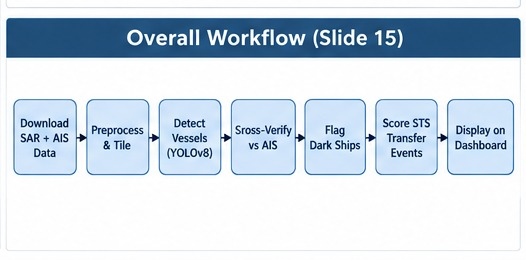 Overall Workflow (Slide 15)
Download
SAR + AIS
Data
Preprocess
& Tile
Detect
Vessels
(YOLOv8)
Sross-Verify
vs AIS
Flag
Dark Ships
Score STS
Transfer
Events
Display on
Dashboard